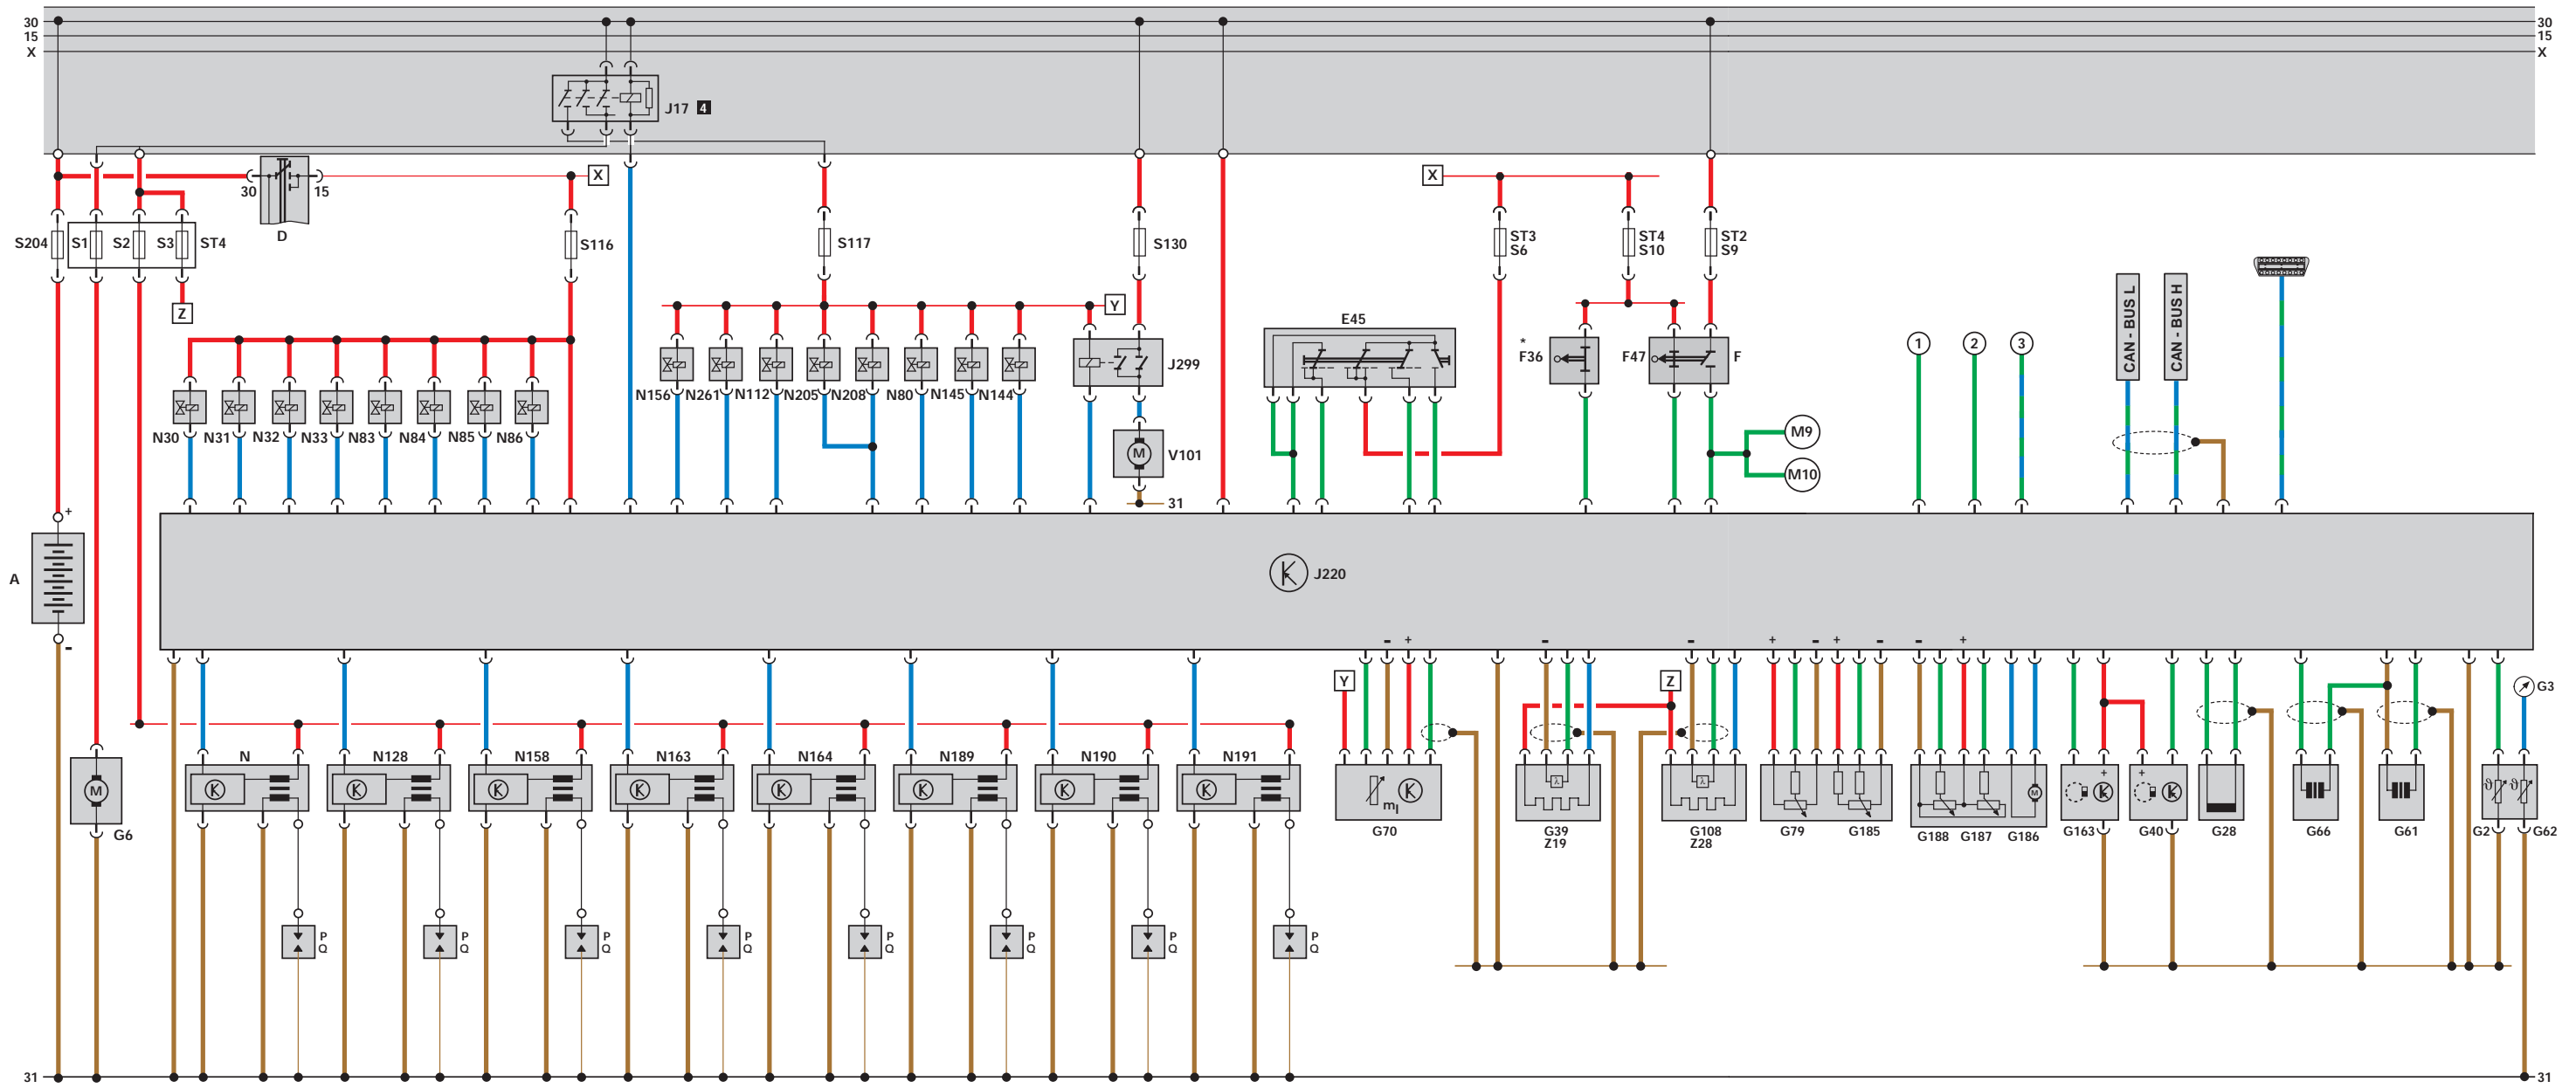 30 30
15 15
X X
J17 4
X X
30 15
D
S204 S1 S2 S3 ST4 S116 S117 S130 ST3 S6 ST4 S10 ST2 S9
Z
Y
CAN - BUS L
CAN - BUS H
E45
* F36 F47 F
1 2 3
J299
N156 N261 N112 N205 N208 N80 N145 N144
N30 N31 N32 N33 N83 N84 N85 N86
M V101
M9
M10
31
+
A
-
J220
- + - - + - + - - +
Y Z
G3
N N128 N158 N163 N164 N189 N190 N191
M
G6
mI
λ λ
M
+ +
ϑ ϑ
G70 G39 Z19 G108 Z28 G79 G185 G188 G187 G186 G163 G40 G28 G66 G61 G2 G62
P P P P P P P P
Q Q Q Q Q Q Q Q
31 31